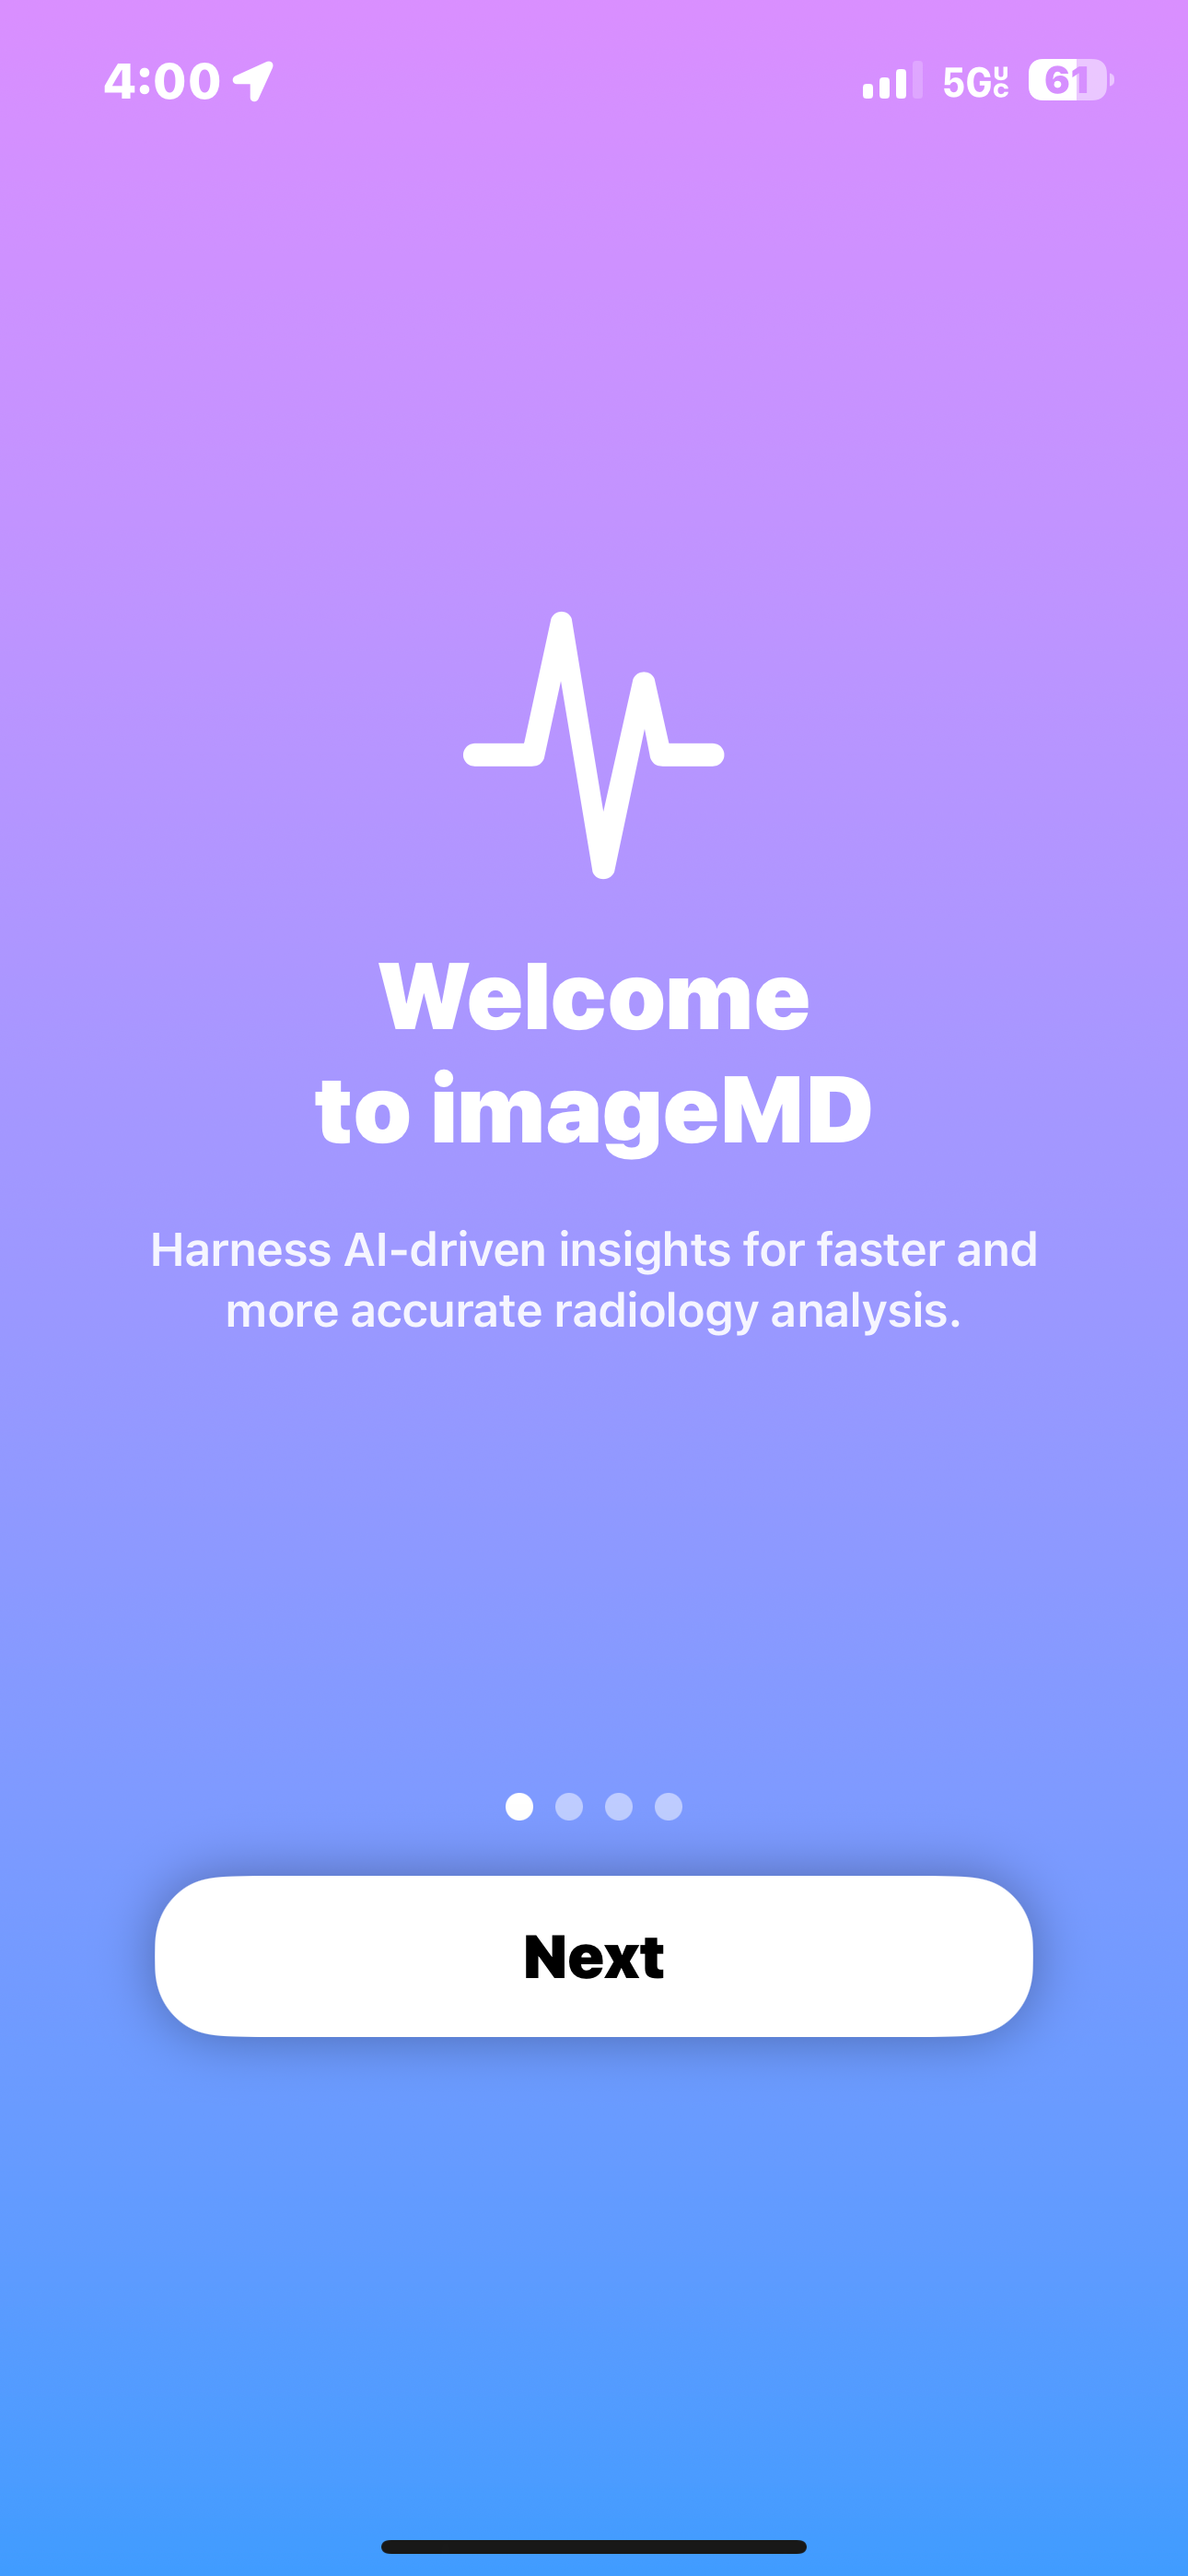 4:00 5G UC 61
Welcome
to imageMD
Harness AI-driven insights for faster and
more accurate radiology analysis.
Next